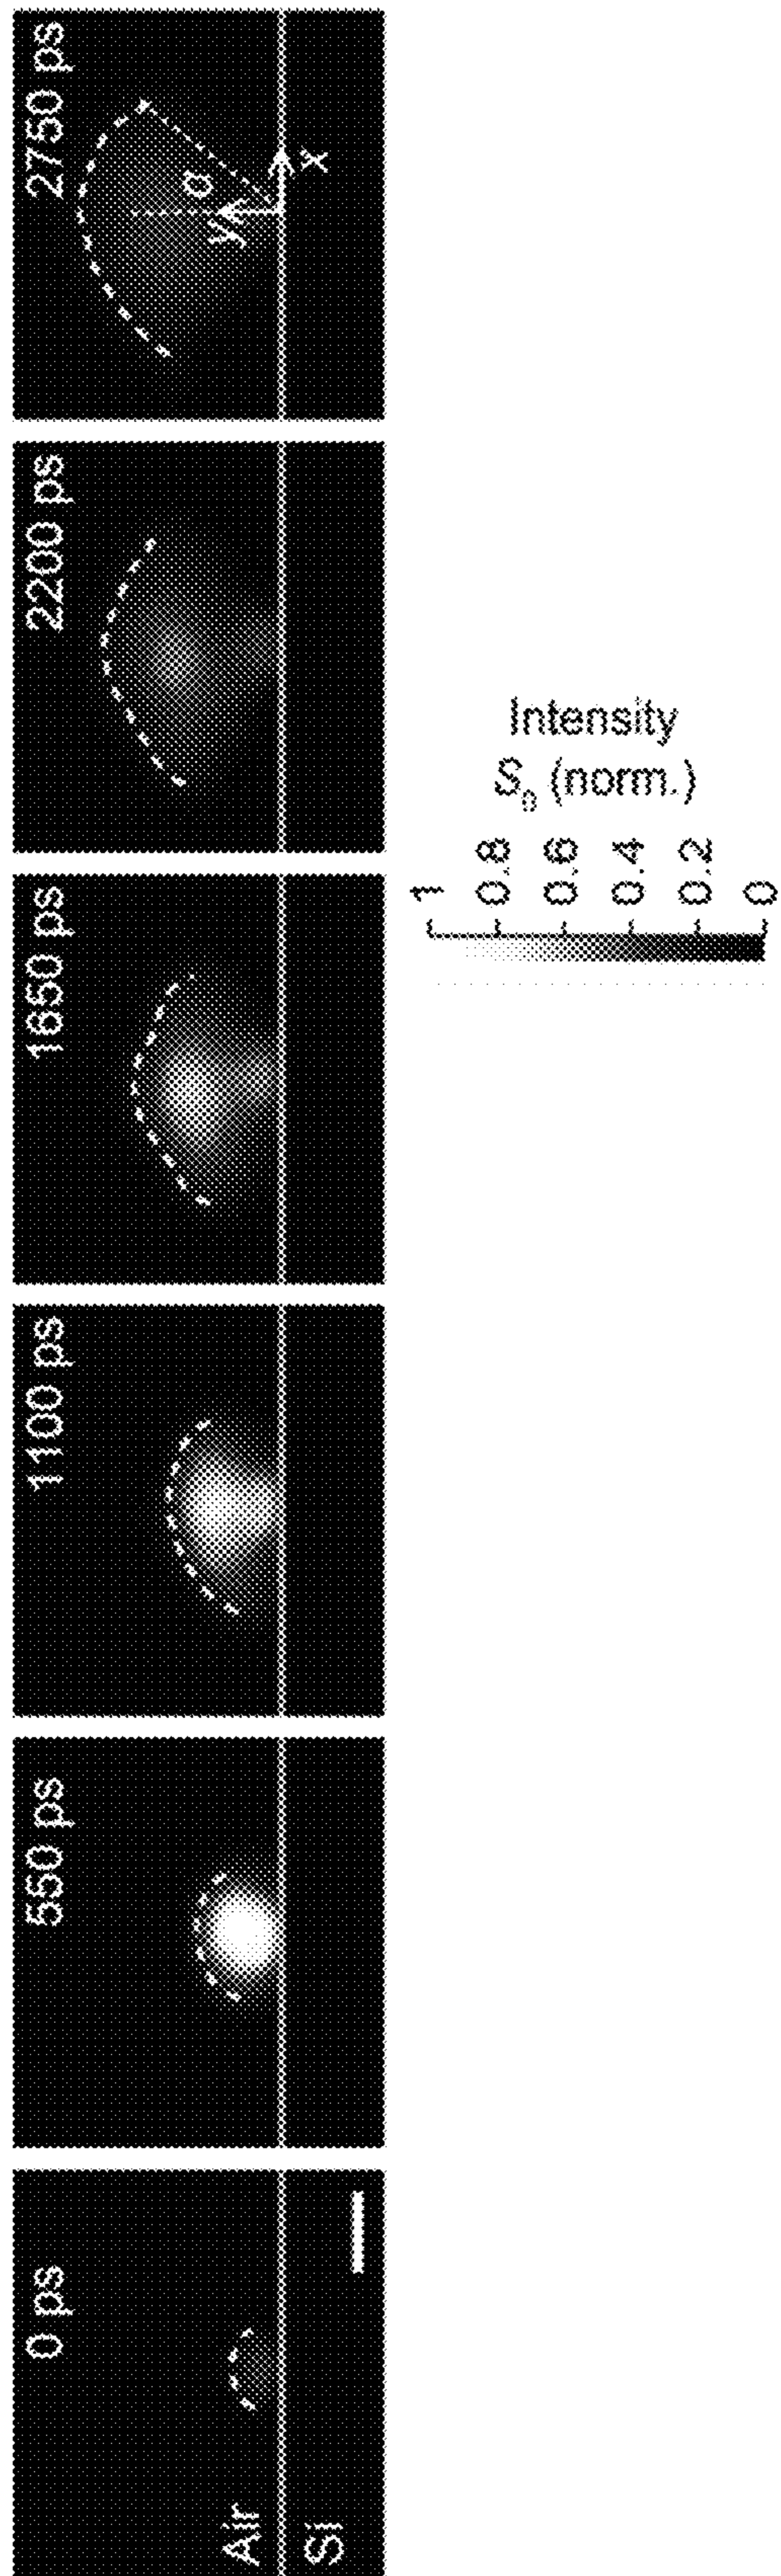 0 ps
Air
Si
550 ps
1100 ps
1650 ps
2200 ps
2750 ps
α
y
x
1
0.8
0.6
0.4
0.2
0
Intensity
S₀ (norm.)